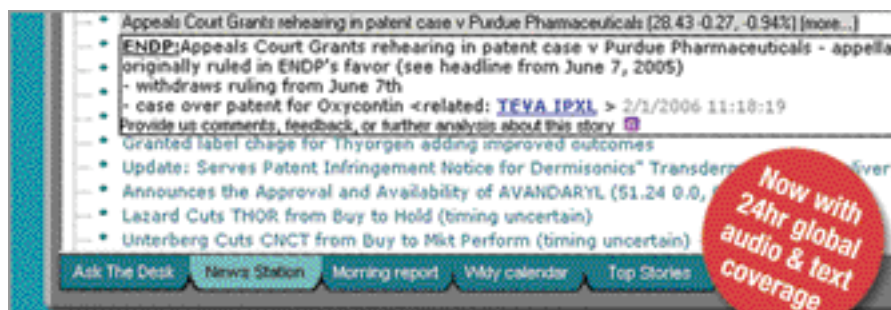 Appeals Court Grants rehearing in patent case v Purdue Pharmaceuticals (28.43 -0.27, -0.94%) (more...)
ENDP:Appeals Court Grants rehearing in patent case v Purdue Pharmaceuticals - appella
originally ruled in ENDP's favor (see headline from June 7, 2005)
- withdraws ruling from June 7th
- case over patent for Oxycontin <related: TEVA IPXL > 2/1/2006 11:18:19
Provide us comments, feedback, or further analysis about this story
Granted label chage for Thyorgen adding improved outcomes
Update: Serves Patent Infringement Notice for Dermisonics" Transderm liver
Announces the Approval and Availability of AVANDARYL (51.24 0.0,
Lazard Cuts THOR from Buy to Hold (timing uncertain)
Unterberg Cuts CNCT from Buy to Mkt Perform (timing uncertain)
Ask The Desk News Station Morning report Wkly calendar Top Stories
Now with
24hr global
audio & text
coverage